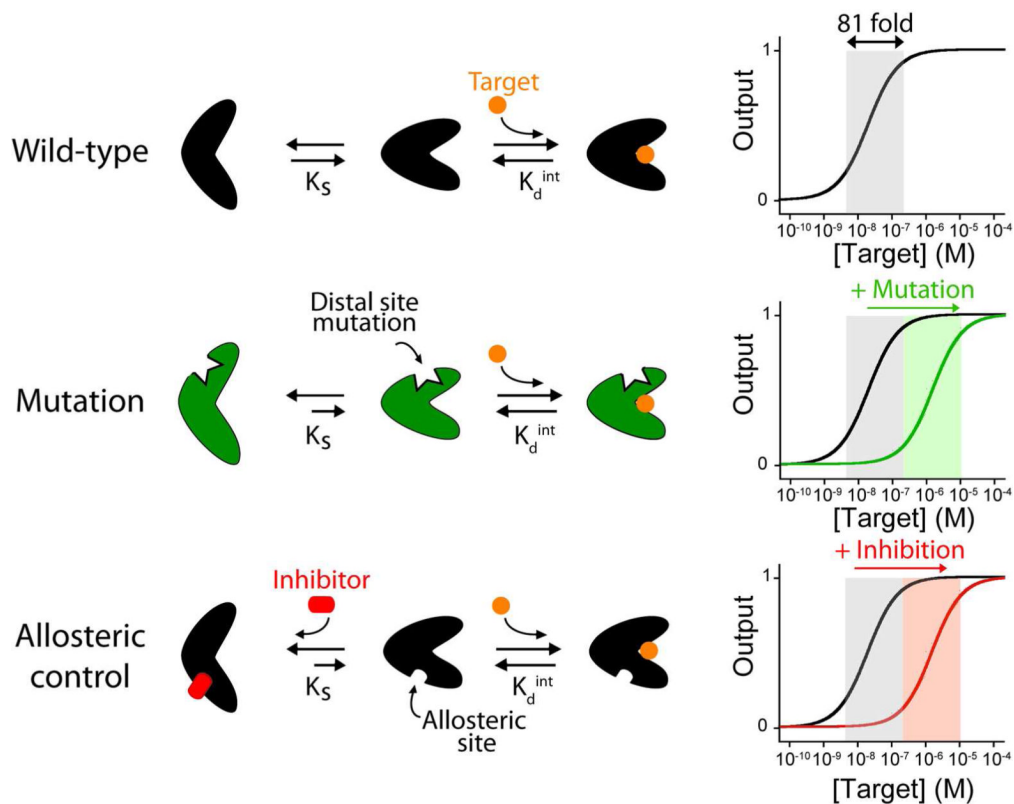 81 fold
1
Output
0
10⁻¹⁰ 10⁻⁹ 10⁻⁸ 10⁻⁷ 10⁻⁶ 10⁻⁵ 10⁻⁴
[Target] (M)
Wild-type
Target
Kₛ
K_d^int
+ Mutation
1
Output
0
10⁻¹⁰ 10⁻⁹ 10⁻⁸ 10⁻⁷ 10⁻⁶ 10⁻⁵ 10⁻⁴
[Target] (M)
Distal site
mutation
Mutation
Kₛ
K_d^int
+ Inhibition
1
Output
0
10⁻¹⁰ 10⁻⁹ 10⁻⁸ 10⁻⁷ 10⁻⁶ 10⁻⁵ 10⁻⁴
[Target] (M)
Inhibitor
Allosteric
control
Kₛ
K_d^int
Allosteric
site